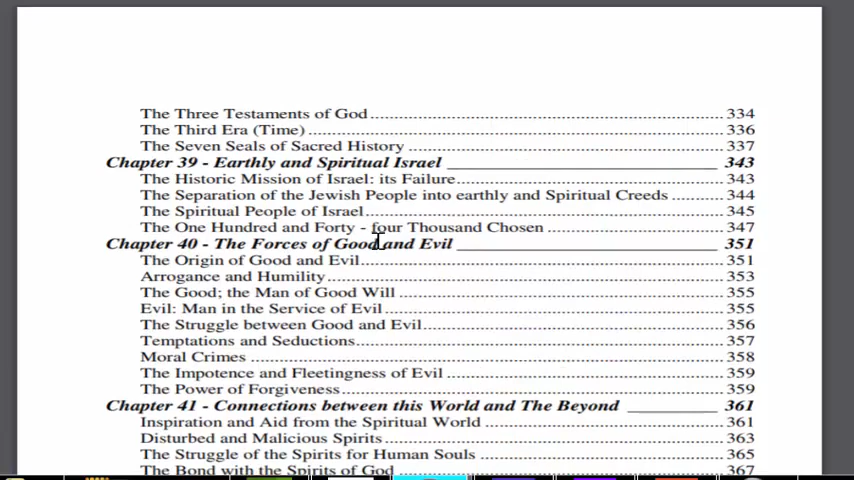 The Three Testaments of God 334
The Third Era (Time) 336
The Seven Seals of Sacred History 337
Chapter 39 - Earthly and Spiritual Israel 343
The Historic Mission of Israel: its Failure 343
The Separation of the Jewish People into earthly and Spiritual Creeds 344
The Spiritual People of Israel 345
The One Hundred and Forty - four Thousand Chosen 347
Chapter 40 - The Forces of Good and Evil 351
The Origin of Good and Evil 351
Arrogance and Humility 353
The Good; the Man of Good Will 355
Evil: Man in the Service of Evil 355
The Struggle between Good and Evil 356
Temptations and Seductions 357
Moral Crimes 358
The Impotence and Fleetingness of Evil 359
The Power of Forgiveness 359
Chapter 41 - Connections between this World and The Beyond 361
Inspiration and Aid from the Spiritual World 361
Disturbed and Malicious Spirits 363
The Struggle of the Spirits for Human Souls 365
The Bond with the Spirits of God 367